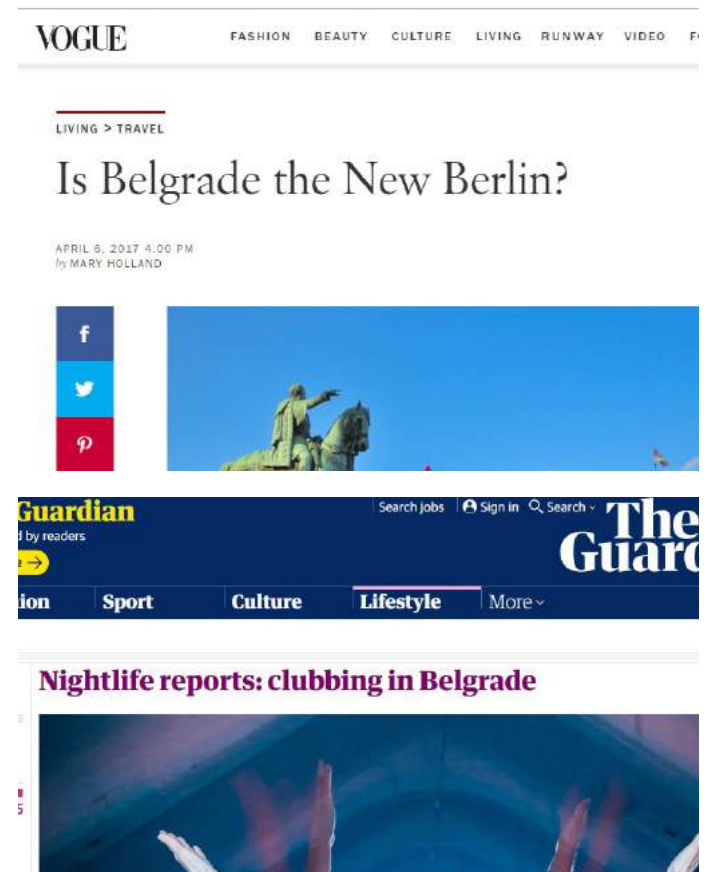 VOGUE
FASHION BEAUTY CULTURE LIVING RUNWAY VIDEO
LIVING > TRAVEL
Is Belgrade the New Berlin?
APRIL 6, 2017 4:00 PM
by MARY HOLLAND
Guardian
Search jobs Sign in Search
d by readers
The
Guard
ion Sport Culture Lifestyle More
Nightlife reports: clubbing in Belgrade
5